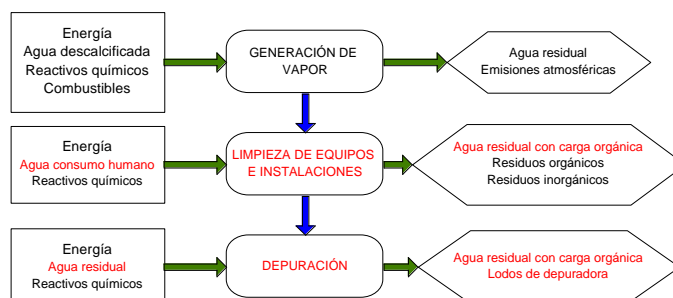 Energía
Agua descalcificada
Reactivos químicos
Combustibles
GENERACIÓN DE
VAPOR
Agua residual
Emisiones atmosféricas
Energía
Agua consumo humano
Reactivos químicos
LIMPIEZA DE EQUIPOS
E INSTALACIONES
Agua residual con carga orgánica
Residuos orgánicos
Residuos inorgánicos
Energía
Agua residual
Reactivos químicos
DEPURACIÓN
Agua residual con carga orgánica
Lodos de depuradora